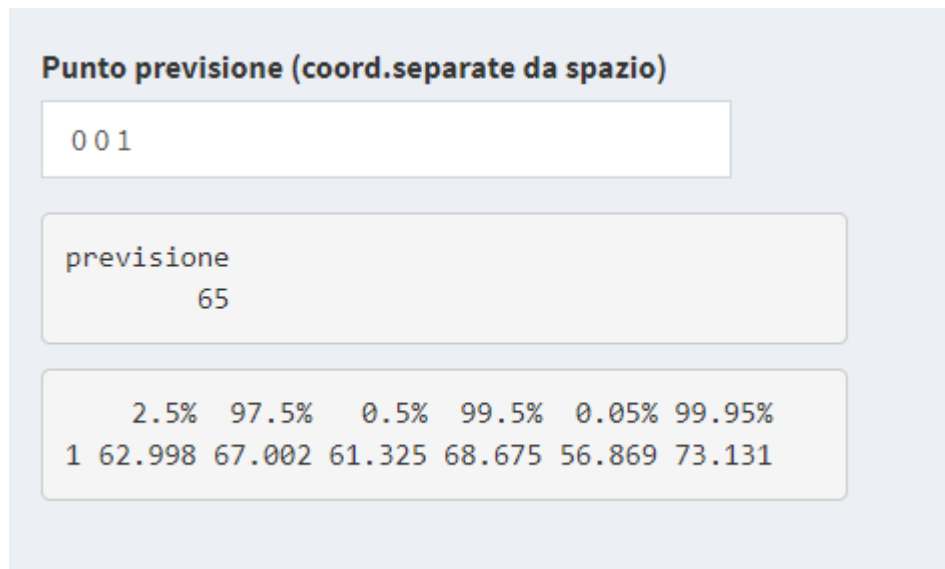 Punto previsione (coord.separate da spazio)
0 0 1
previsione
65
2.5% 97.5% 0.5% 99.5% 0.05% 99.95%
1 62.998 67.002 61.325 68.675 56.869 73.131